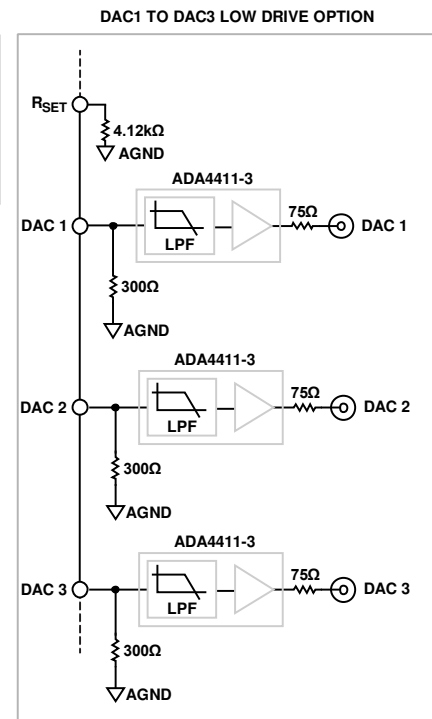 DAC1 TO DAC3 LOW DRIVE OPTION
RSET
4.12kΩ
AGND
ADA4411-3
DAC 1
LPF
75Ω
DAC 1
300Ω
AGND
ADA4411-3
DAC 2
LPF
75Ω
DAC 2
300Ω
AGND
ADA4411-3
DAC 3
LPF
75Ω
DAC 3
300Ω
AGND